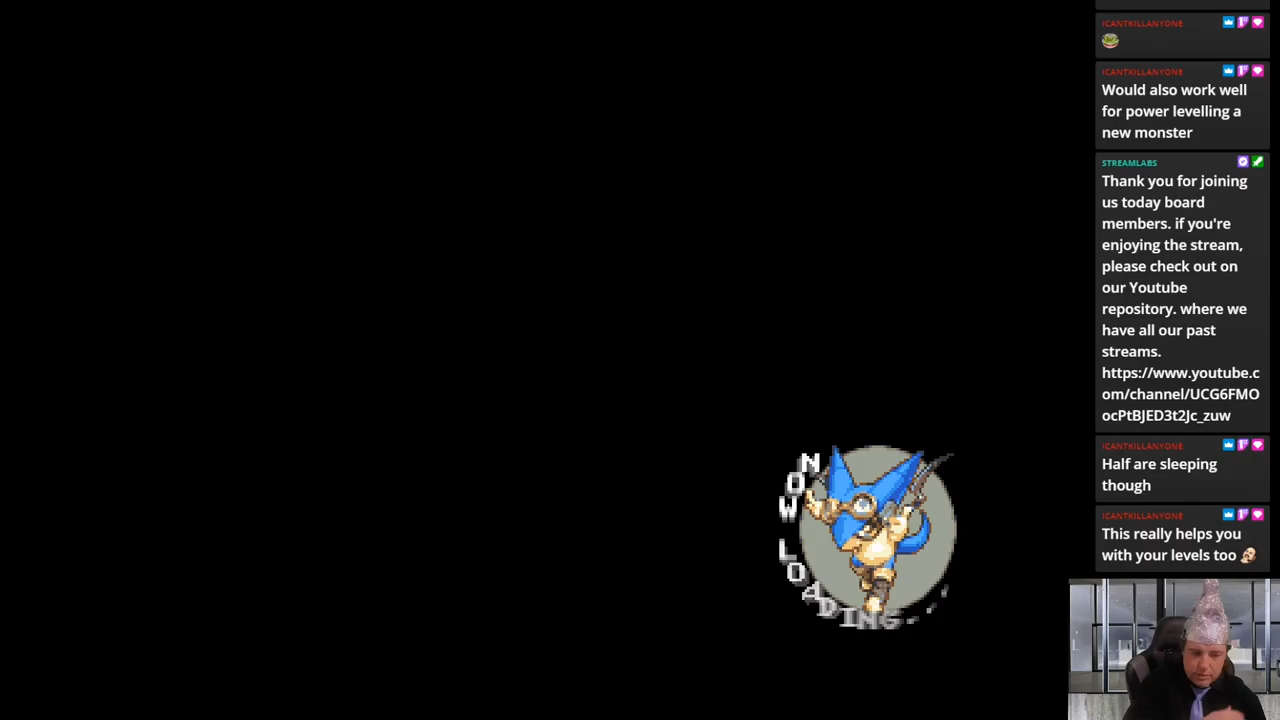 ICANTKILLANYONE
ICANTKILLANYONE
Would also work well
for power levelling a
new monster
STREAMLABS
Thank you for joining
us today board
members. if you're
enjoying the stream,
please check out on
our Youtube
repository. where we
have all our past
streams.
https://www.youtube.c
om/channel/UCG6FMO
ocPtBJED3t2Jc_zuw
ICANTKILLANYONE
Half are sleeping
though
ICANTKILLANYONE
This really helps you
with your levels too
NOW LOADING...